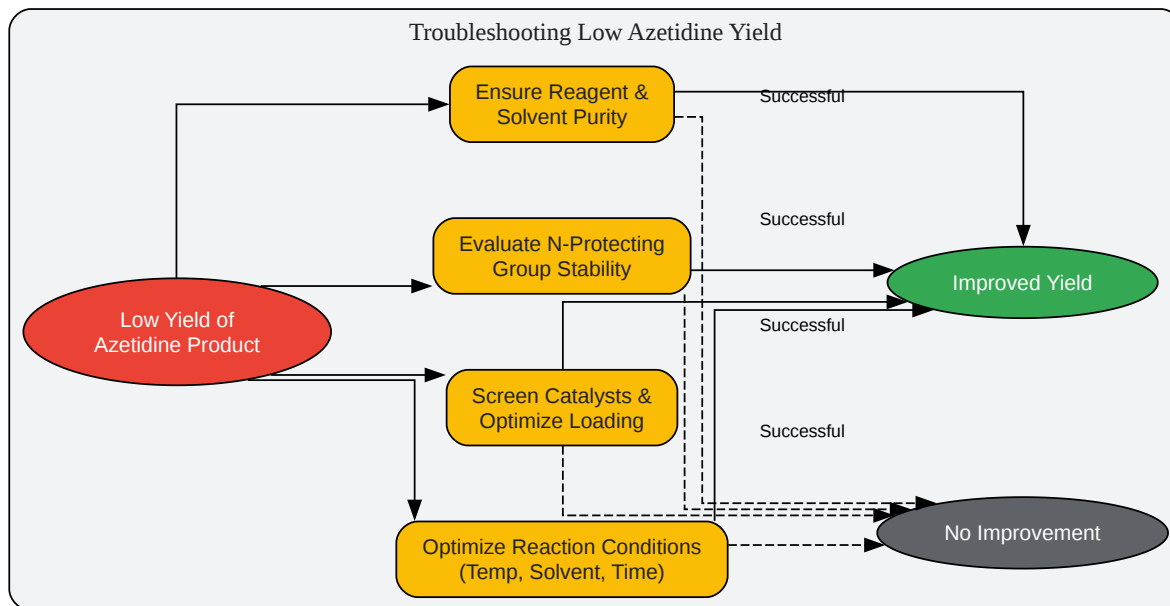 Troubleshooting Low Azetidine Yield
Ensure Reagent &
Solvent Purity
Successful
Evaluate N-Protecting
Group Stability
Successful
Improved Yield
Low Yield of
Azetidine Product
Successful
Screen Catalysts &
Optimize Loading
Successful
Optimize Reaction Conditions
(Temp, Solvent, Time)
No Improvement